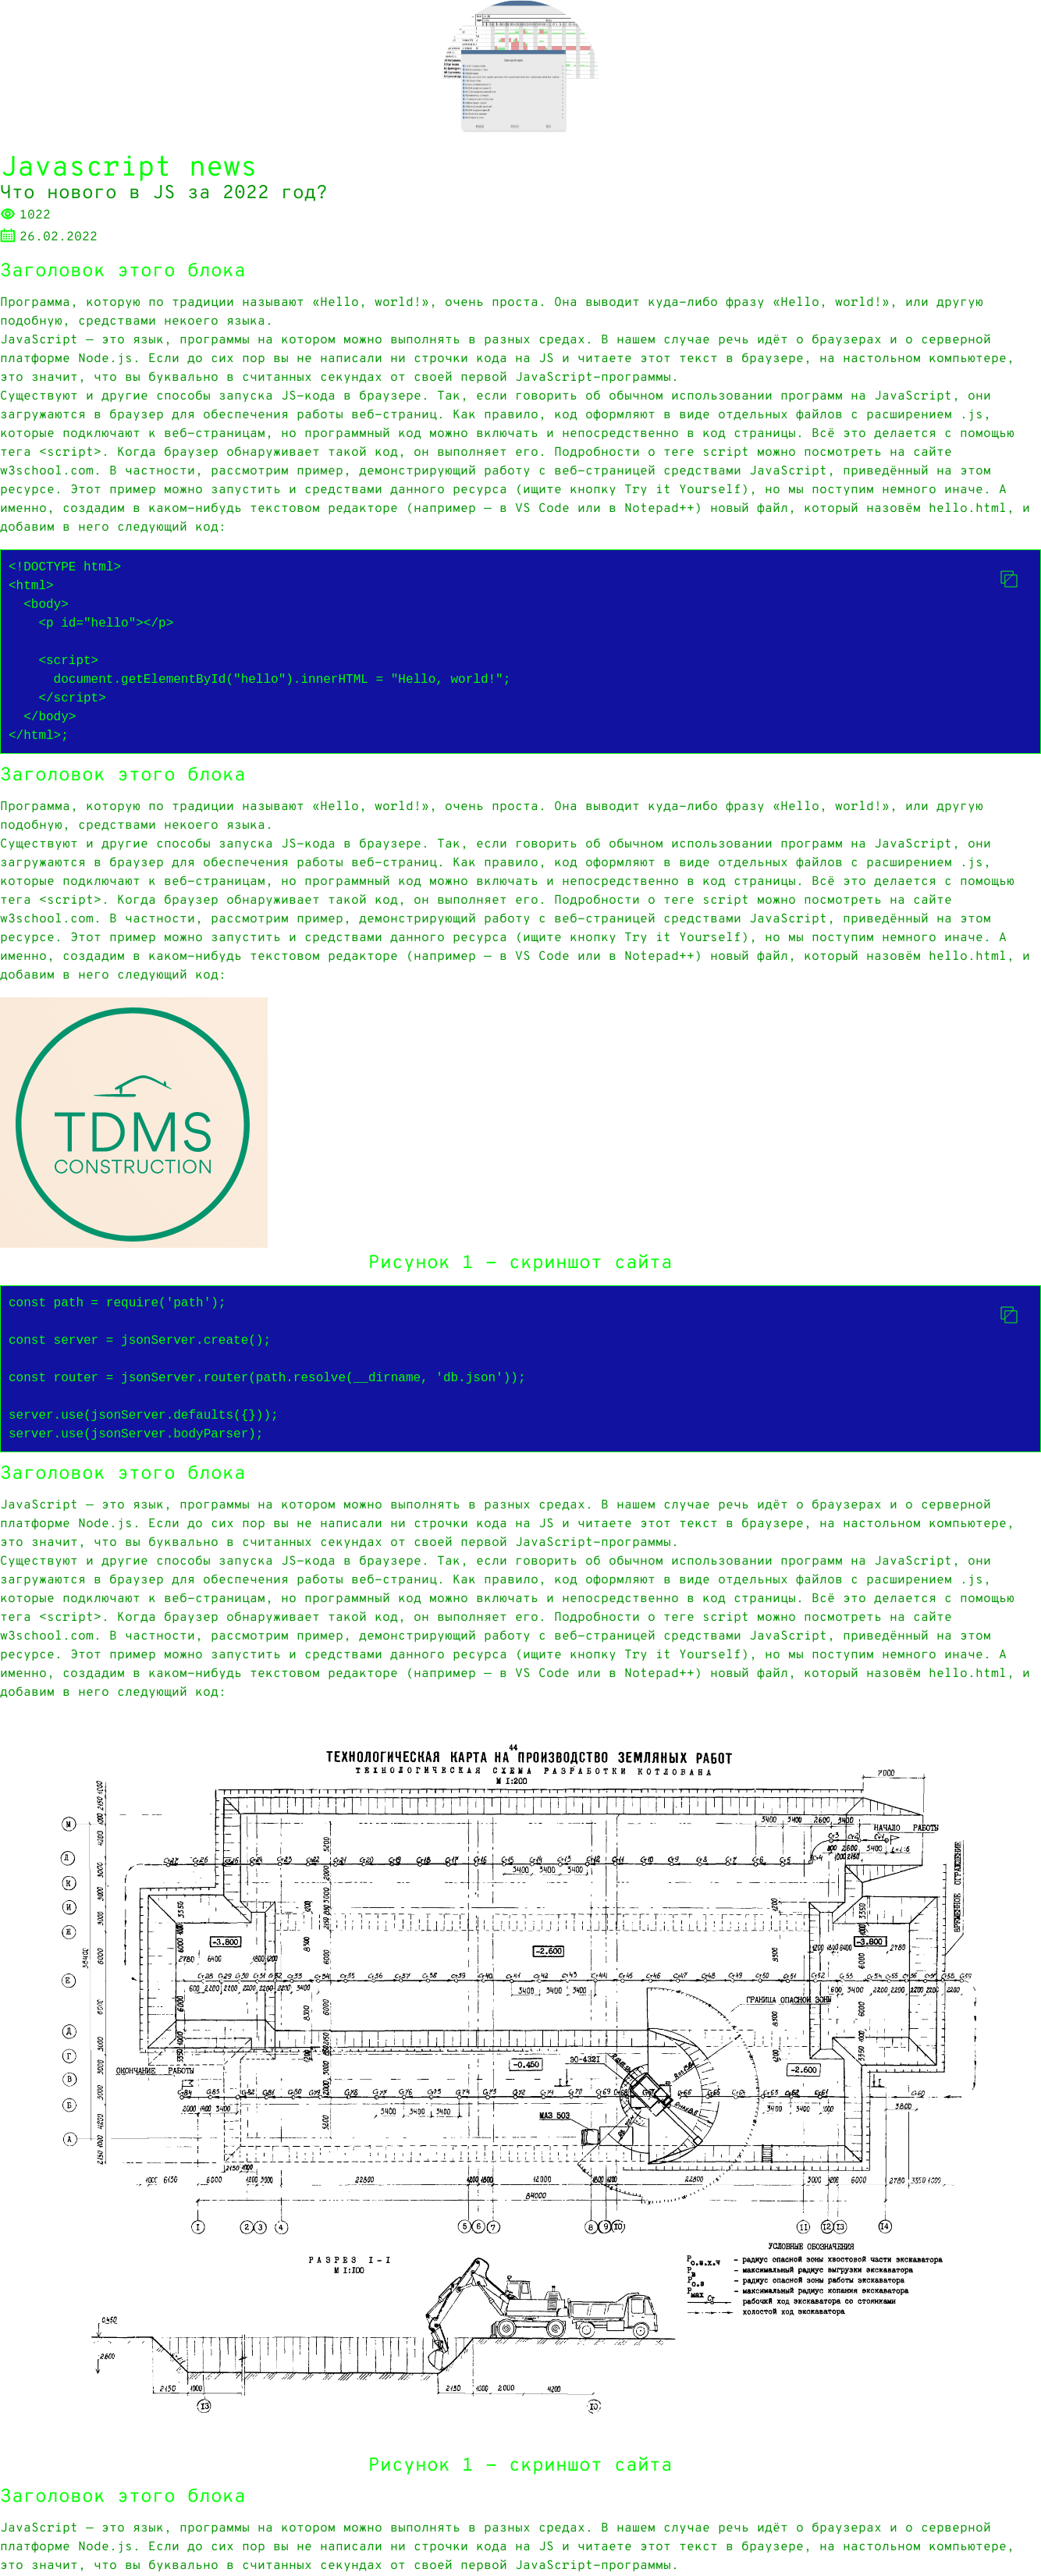 Javascript news
Что нового в JS за 2022 год?
1022
26.02.2022
Заголовок этого блока
Программа, которую по традиции называют «Hello, world!», очень проста. Она выводит куда-либо фразу «Hello, world!», или другую
подобную, средствами некоего языка.
JavaScript — это язык, программы на котором можно выполнять в разных средах. В нашем случае речь идёт о браузерах и о серверной
платформе Node.js. Если до сих пор вы не написали ни строчки кода на JS и читаете этот текст в браузере, на настольном компьютере,
это значит, что вы буквально в считанных секундах от своей первой JavaScript-программы.
Существуют и другие способы запуска JS-кода в браузере. Так, если говорить об обычном использовании программ на JavaScript, они
загружаются в браузер для обеспечения работы веб-страниц. Как правило, код оформляют в виде отдельных файлов с расширением .js,
которые подключают к веб-страницам, но программный код можно включать и непосредственно в код страницы. Всё это делается с помощью
тега <script>. Когда браузер обнаруживает такой код, он выполняет его. Подробности о теге script можно посмотреть на сайте
w3school.com. В частности, рассмотрим пример, демонстрирующий работу с веб-страницей средствами JavaScript, приведённый на этом
ресурсе. Этот пример можно запустить и средствами данного ресурса (ищите кнопку Try it Yourself), но мы поступим немного иначе. А
именно, создадим в каком-нибудь текстовом редакторе (например — в VS Code или в Notepad++) новый файл, который назовём hello.html, и
добавим в него следующий код:
<!DOCTYPE html>
<html>
<body>
<p id="hello"></p>
<script>
document.getElementById("hello").innerHTML = "Hello, world!";
</script>
</body>
</html>;
Заголовок этого блока
Программа, которую по традиции называют «Hello, world!», очень проста. Она выводит куда-либо фразу «Hello, world!», или другую
подобную, средствами некоего языка.
Существуют и другие способы запуска JS-кода в браузере. Так, если говорить об обычном использовании программ на JavaScript, они
загружаются в браузер для обеспечения работы веб-страниц. Как правило, код оформляют в виде отдельных файлов с расширением .js,
которые подключают к веб-страницам, но программный код можно включать и непосредственно в код страницы. Всё это делается с помощью
тега <script>. Когда браузер обнаруживает такой код, он выполняет его. Подробности о теге script можно посмотреть на сайте
w3school.com. В частности, рассмотрим пример, демонстрирующий работу с веб-страницей средствами JavaScript, приведённый на этом
ресурсе. Этот пример можно запустить и средствами данного ресурса (ищите кнопку Try it Yourself), но мы поступим немного иначе. А
именно, создадим в каком-нибудь текстовом редакторе (например — в VS Code или в Notepad++) новый файл, который назовём hello.html, и
добавим в него следующий код:
TDMS
CONSTRUCTION
Рисунок 1 - скриншот сайта
const path = require('path');
const server = jsonServer.create();
const router = jsonServer.router(path.resolve(__dirname, 'db.json'));
server.use(jsonServer.defaults({}));
server.use(jsonServer.bodyParser);
Заголовок этого блока
JavaScript — это язык, программы на котором можно выполнять в разных средах. В нашем случае речь идёт о браузерах и о серверной
платформе Node.js. Если до сих пор вы не написали ни строчки кода на JS и читаете этот текст в браузере, на настольном компьютере,
это значит, что вы буквально в считанных секундах от своей первой JavaScript-программы.
Существуют и другие способы запуска JS-кода в браузере. Так, если говорить об обычном использовании программ на JavaScript, они
загружаются в браузер для обеспечения работы веб-страниц. Как правило, код оформляют в виде отдельных файлов с расширением .js,
которые подключают к веб-страницам, но программный код можно включать и непосредственно в код страницы. Всё это делается с помощью
тега <script>. Когда браузер обнаруживает такой код, он выполняет его. Подробности о теге script можно посмотреть на сайте
w3school.com. В частности, рассмотрим пример, демонстрирующий работу с веб-страницей средствами JavaScript, приведённый на этом
ресурсе. Этот пример можно запустить и средствами данного ресурса (ищите кнопку Try it Yourself), но мы поступим немного иначе. А
именно, создадим в каком-нибудь текстовом редакторе (например — в VS Code или в Notepad++) новый файл, который назовём hello.html, и
добавим в него следующий код:
44
ТЕХНОЛОГИЧЕСКАЯ КАРТА НА ПРОИЗВОДСТВО ЗЕМЛЯНЫХ РАБОТ
ТЕХНОЛОГИЧЕСКАЯ СХЕМА РАЗРАБОТКИ КОТЛОВАНА
М 1:200
7000
НАЧАЛО РАБОТЫ
ВРЕМЕННОЕ ОГРАЖДЕНИЕ
-3.800
-2.600
-3.800
ГРАНИЦА ОПАСНОЙ ЗОНЫ
ОКОНЧАНИЕ РАБОТЫ
-0.450
ЭО-4321
-2.600
МАЗ 503
22800
12000
22800
84000
РАЗРЕЗ I-I
М 1:100
УСЛОВНЫЕ ОБОЗНАЧЕНИЯ
Ро.з.х.ч - радиус опасной зоны хвостовой части экскаватора
Рв - максимальный радиус выгрузки экскаватора
Ро.з - радиус опасной зоны работы экскаватора
Рмах - максимальный радиус копания экскаватора
Ст рабочий ход экскаватора со стоянками
холостой ход экскаватора
Рисунок 1 - скриншот сайта
Заголовок этого блока
JavaScript — это язык, программы на котором можно выполнять в разных средах. В нашем случае речь идёт о браузерах и о серверной
платформе Node.js. Если до сих пор вы не написали ни строчки кода на JS и читаете этот текст в браузере, на настольном компьютере,
это значит, что вы буквально в считанных секундах от своей первой JavaScript-программы.